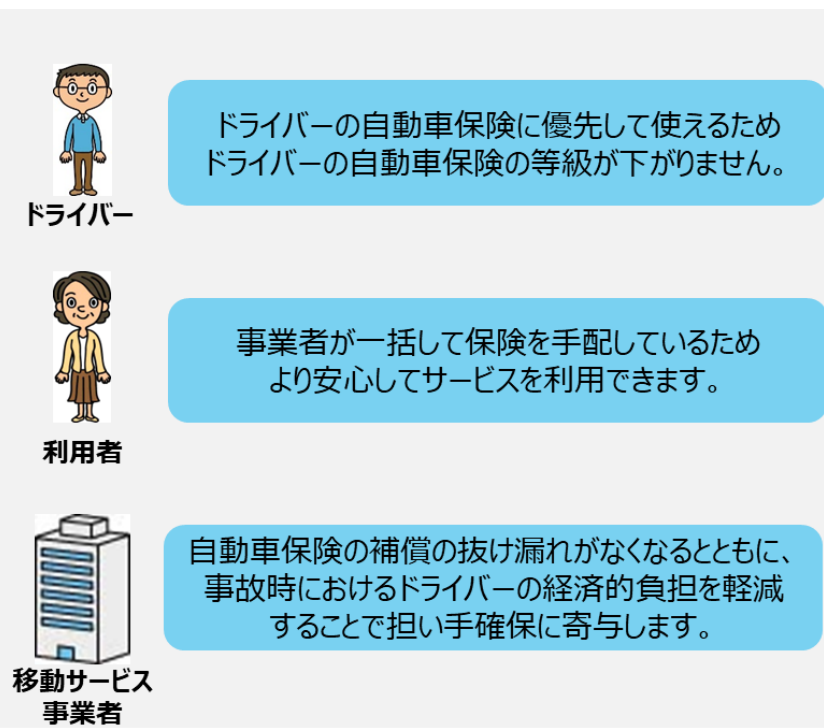 ドライバーの自動車保険に優先して使えるため
ドライバーの自動車保険の等級が下がりません。
ドライバー
事業者が一括して保険を手配しているため
より安心してサービスを利用できます。
利用者
自動車保険の補償の抜け漏れがなくなるとともに、
事故時におけるドライバーの経済的負担を軽減
することで担い手確保に寄与します。
移動サービス
事業者